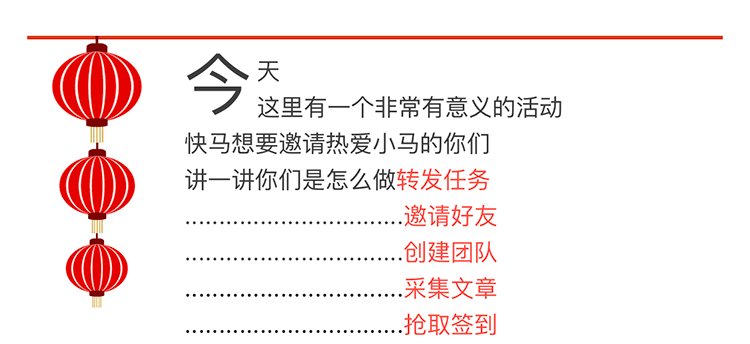 今天
这里有一个非常有意义的活动
快马想要邀请热爱小马的你们
讲一讲你们是怎么做转发任务
................................邀请好友
................................创建团队
................................采集文章
................................抢取签到